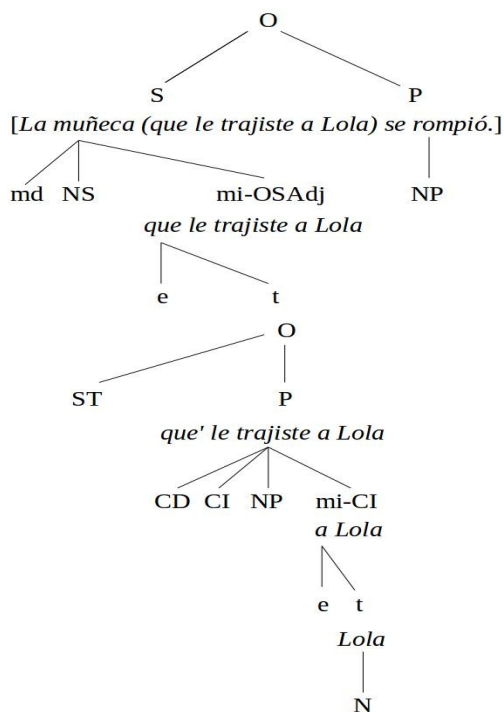 O
S P
[La muñeca (que le trajiste a Lola) se rompió.]
md NS mi-OSAdj NP
que le trajiste a Lola
e t
O
ST P
que' le trajiste a Lola
CD CI NP mi-CI
a Lola
e t
Lola
N